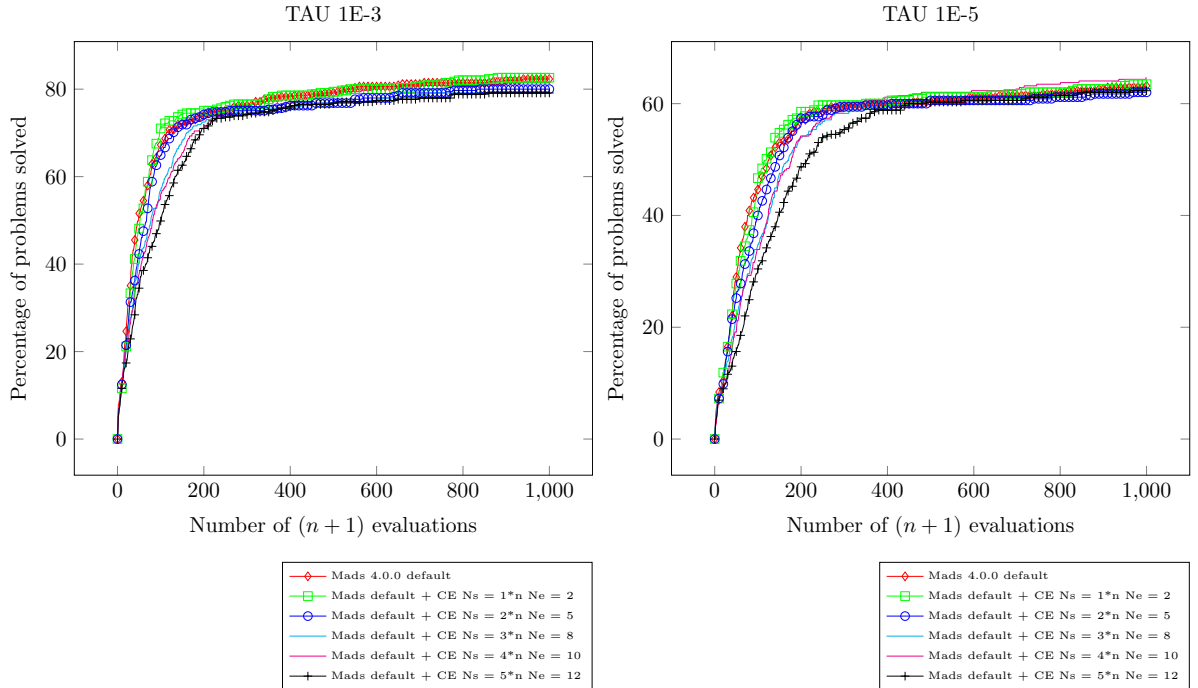 TAU 1E-3
Percentage of problems solved
80
60
40
20
0
0 200 400 600 800 1,000
Number of (n + 1) evaluations
Mads 4.0.0 default
Mads default + CE Ns = 1*n Ne = 2
Mads default + CE Ns = 2*n Ne = 5
Mads default + CE Ns = 3*n Ne = 8
Mads default + CE Ns = 4*n Ne = 10
Mads default + CE Ns = 5*n Ne = 12
TAU 1E-5
Percentage of problems solved
60
40
20
0
0 200 400 600 800 1,000
Number of (n + 1) evaluations
Mads 4.0.0 default
Mads default + CE Ns = 1*n Ne = 2
Mads default + CE Ns = 2*n Ne = 5
Mads default + CE Ns = 3*n Ne = 8
Mads default + CE Ns = 4*n Ne = 10
Mads default + CE Ns = 5*n Ne = 12